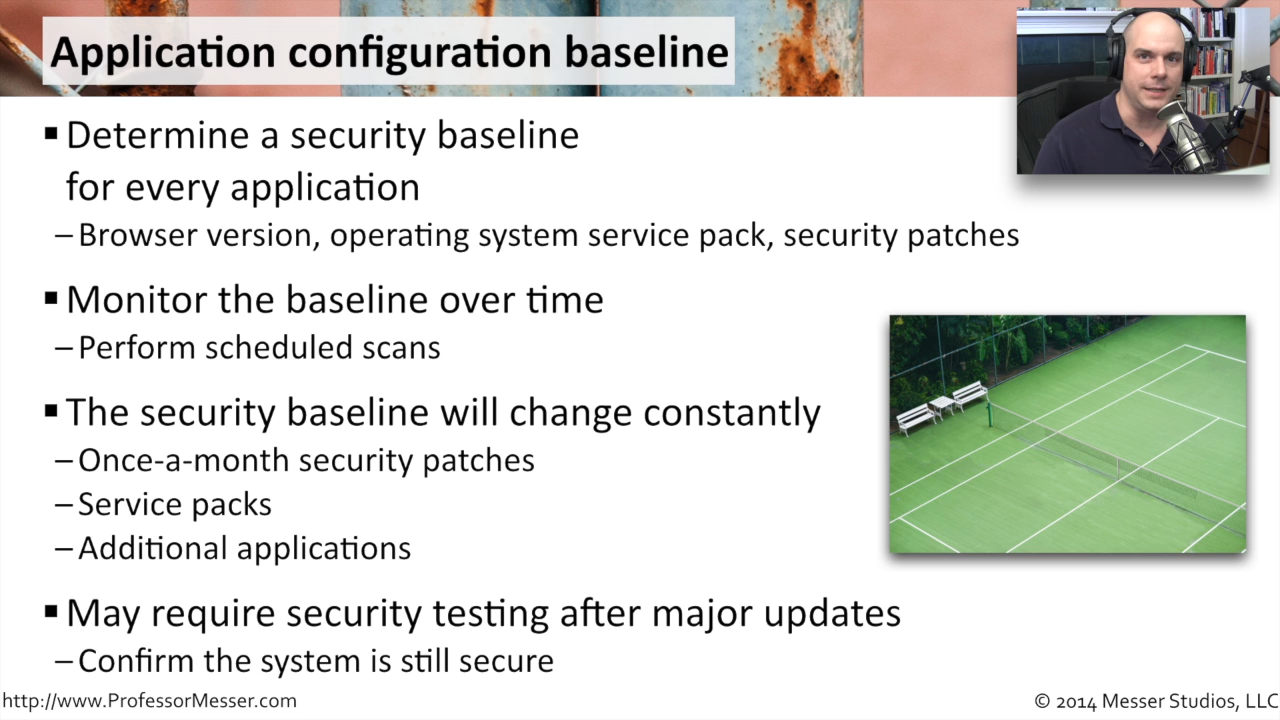 Application configuration baseline
▪ Determine a security baseline
for every application
– Browser version, operating system service pack, security patches
▪ Monitor the baseline over time
– Perform scheduled scans
▪ The security baseline will change constantly
– Once-a-month security patches
– Service packs
– Additional applications
▪ May require security testing after major updates
– Confirm the system is still secure
http://www.ProfessorMesser.com
© 2014 Messer Studios, LLC